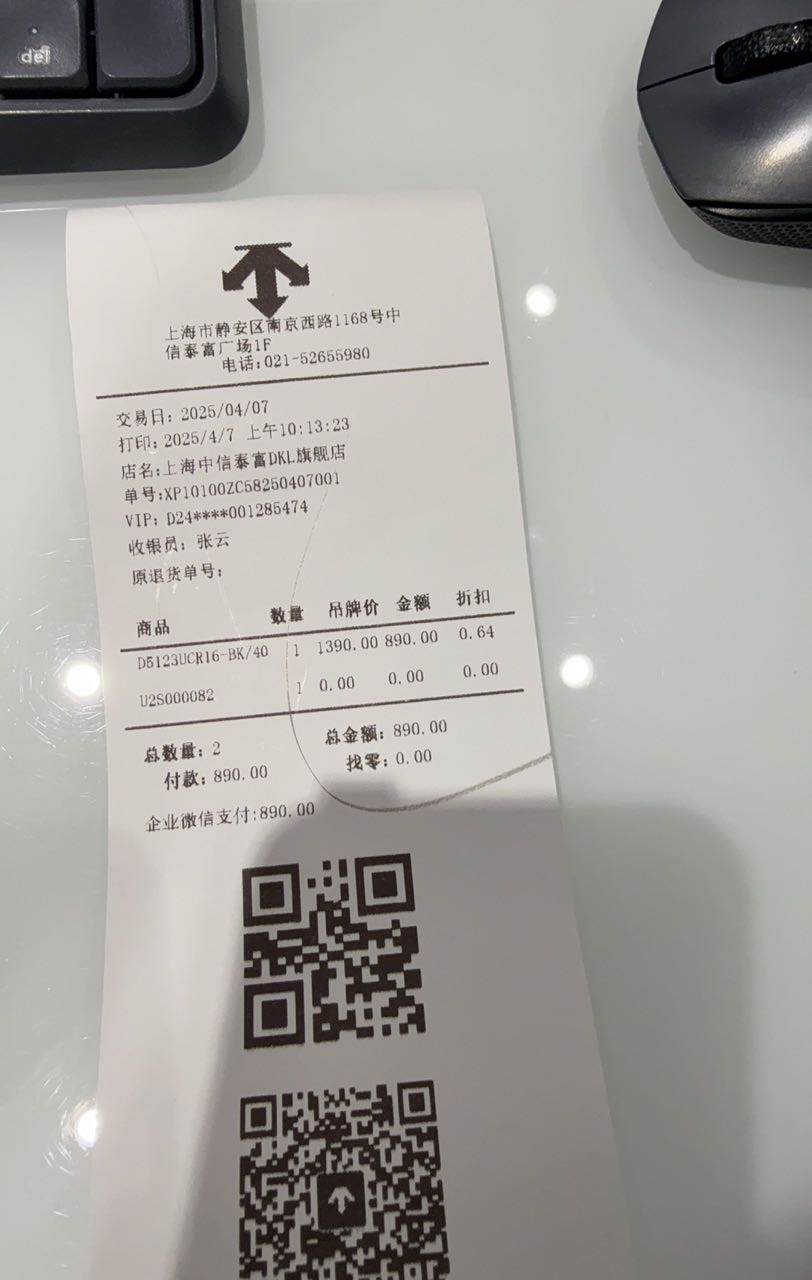 del
上海市静安区南京西路1168号中
信泰富广场1F
电话:021-52655980
交易日: 2025/04/07
打印: 2025/4/7 上午10:13:23
店名:上海中信泰富DKL旗舰店
单号:XP10100ZC58250407001
VIP: D24****001285474
收银员: 张云
原退货单号:
商品 数量 吊牌价 金额 折扣
D5123UCR16-BK/40 1 1390.00 890.00 0.64
U2S000082 1 0.00 0.00 0.00
总数量: 2 总金额: 890.00
付款: 890.00 找零: 0.00
企业微信支付:890.00